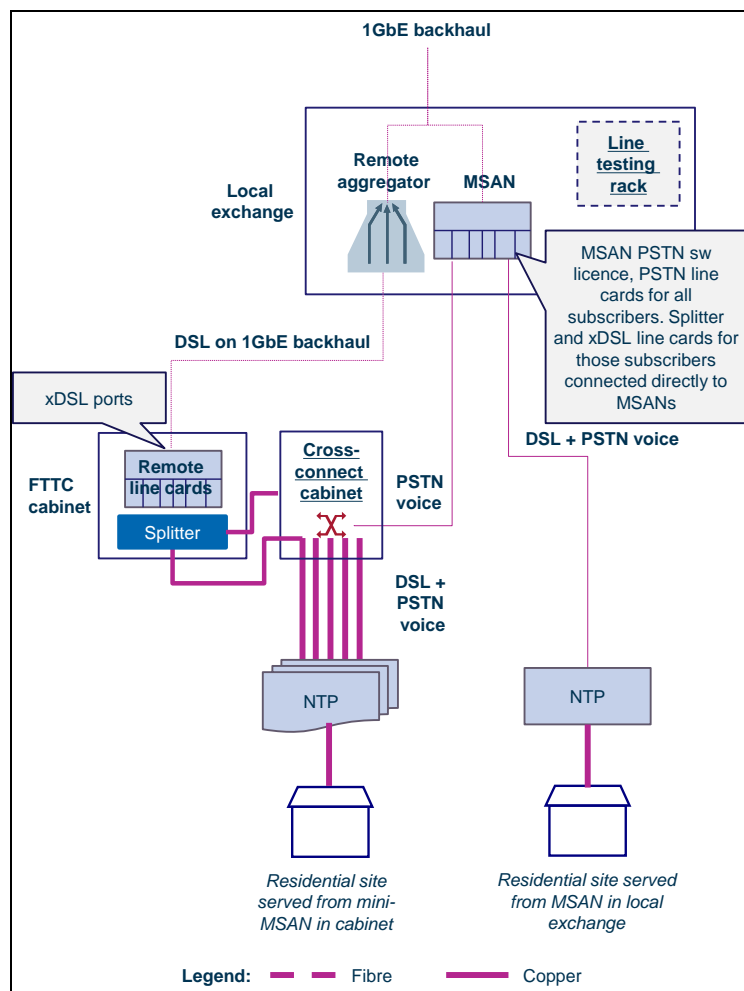 1GbE backhaul
Remote
aggregator
MSAN
Line
testing
rack
Local
exchange
MSAN PSTN sw
licence, PSTN line
cards for all
subscribers. Splitter
and xDSL line cards for
those subscribers
connected directly to
MSANs
DSL on 1GbE backhaul
xDSL ports
DSL + PSTN voice
FTTC
cabinet
Remote
line cards
Splitter
Cross-
connect
cabinet
PSTN
voice
DSL +
PSTN
voice
NTP
NTP
Residential site
served from mini-
MSAN in cabinet
Residential site served
from MSAN in local
exchange
Legend:
Fibre
Copper